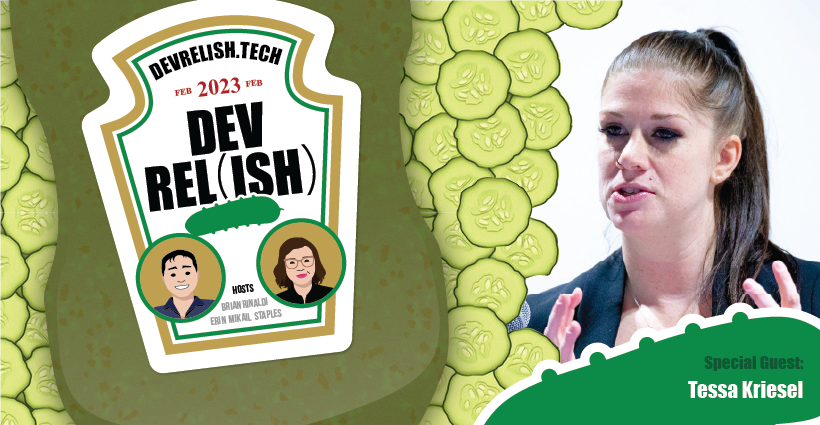 DEVRELISH.TECH
FEB 2023 FEB
DEV
REL(ISH)
HOSTS
BRIAN RINALDI
ERIN MIKAIL STAPLES
Special Guest:
Tessa Kriesel